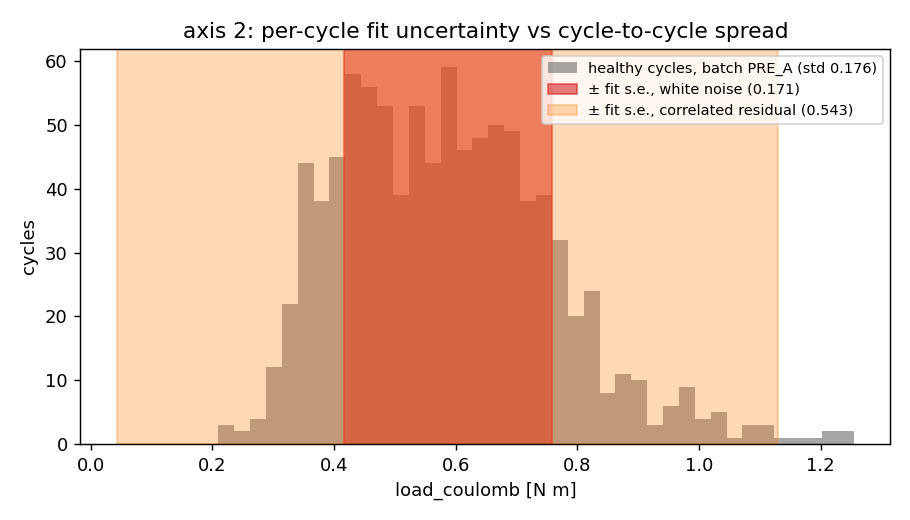 axis 2: per-cycle fit uncertainty vs cycle-to-cycle spread
healthy cycles, batch PRE_A (std 0.176)
± fit s.e., white noise (0.171)
± fit s.e., correlated residual (0.543)
60
50
40
30
20
10
0
cycles
0.0 0.2 0.4 0.6 0.8 1.0 1.2
load_coulomb [N m]